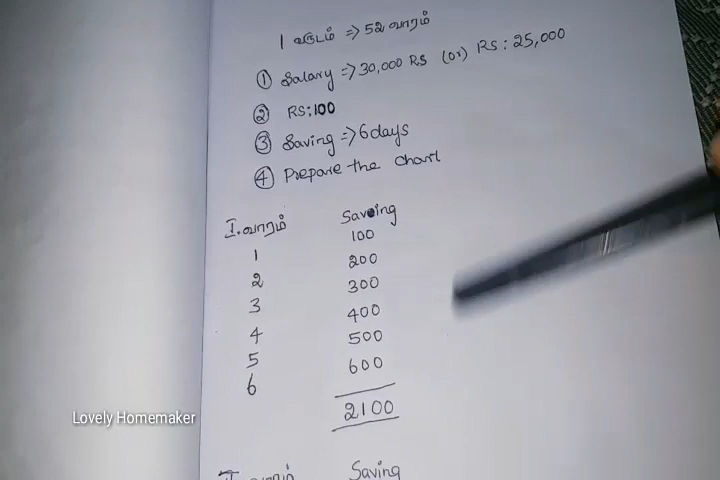 1 வருடம் => 52 வாரம்
① Salary => 30,000 RS (or) RS: 25,000
② RS:100
③ Saving => 6 days
④ Prepare the Chart
I.வாரம் Saving
1 100
2 200
3 300
4 400
5 500
6 600
2100
Lovely Homemaker
I வாரம் Saving